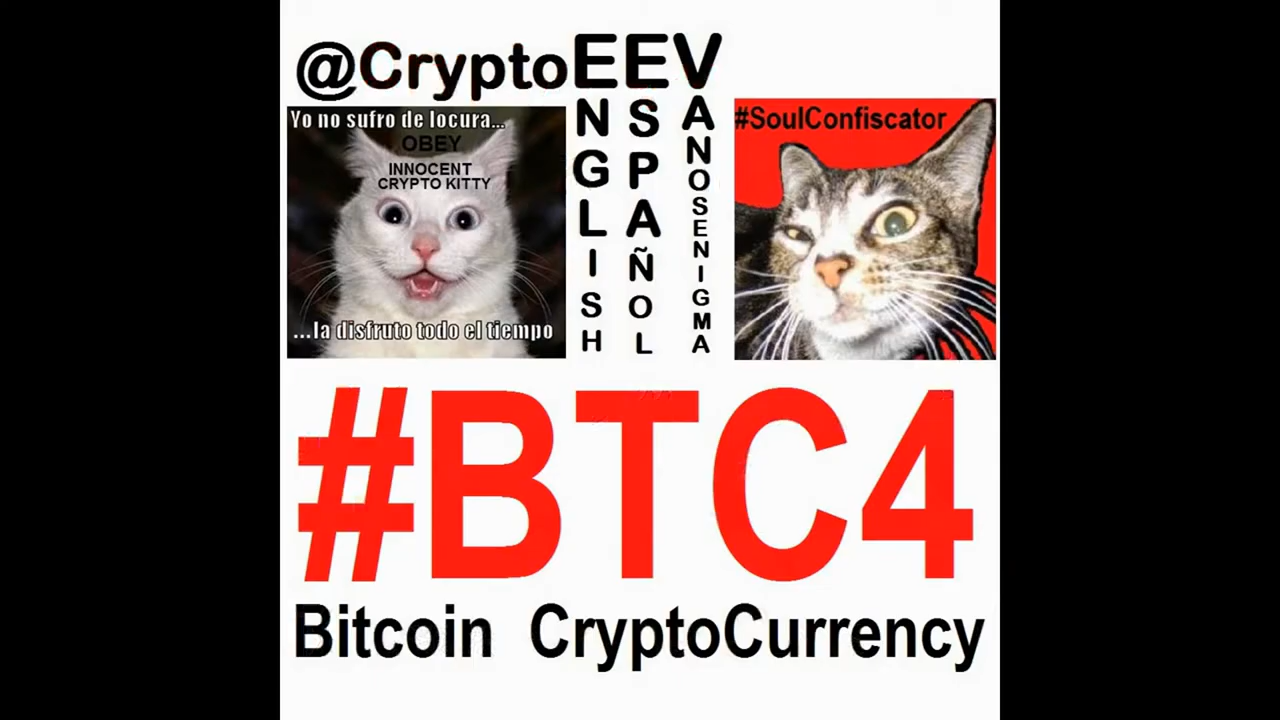 @CryptoEEV
ENGLISH
ESPAÑOL
VANOSENIGMA
Yo no sufro de locura...
OBEY
INNOCENT
CRYPTO KITTY
...la disfruto todo el tiempo
#SoulConfiscator
#BTC4
Bitcoin CryptoCurrency